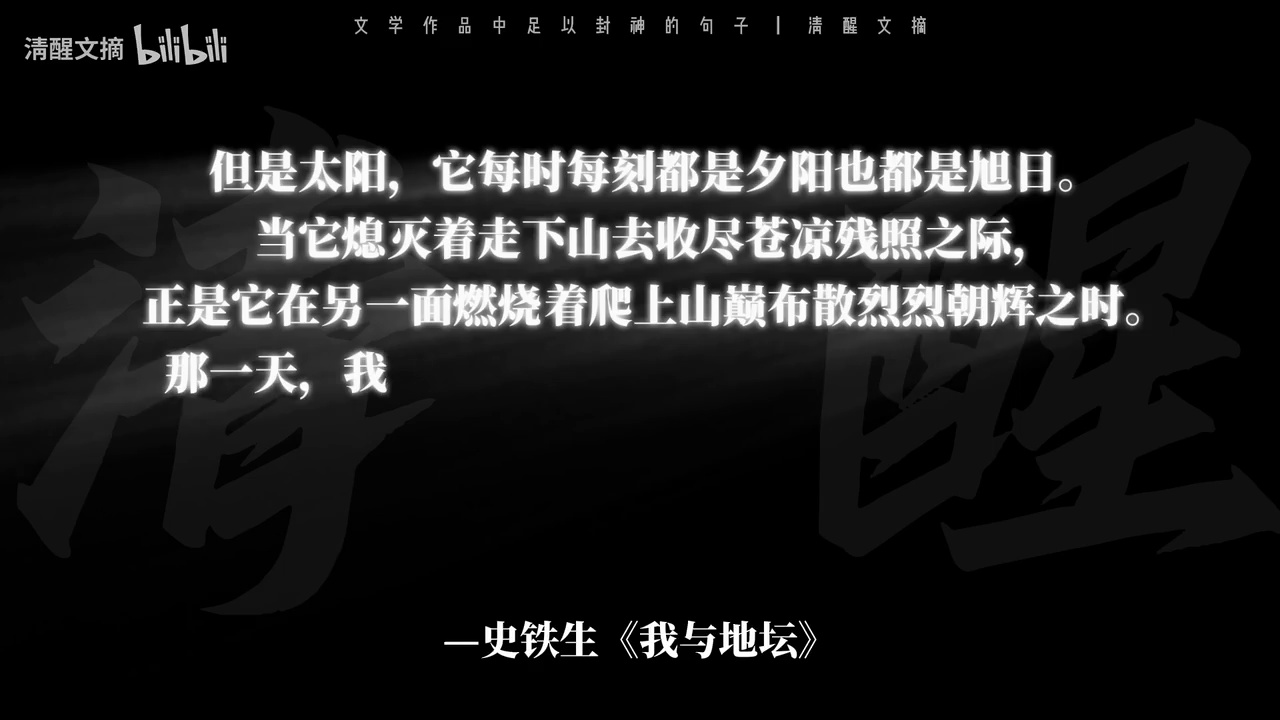 文学作品中足以封神的句子 | 清醒文摘
清醒文摘 bilibili
但是太阳，它每时每刻都是夕阳也都是旭日。
当它熄灭着走下山去收尽苍凉残照之际，
正是它在另一面燃烧着爬上山巅布散烈烈朝辉之时。
那一天，我
清醒
—史铁生《我与地坛》